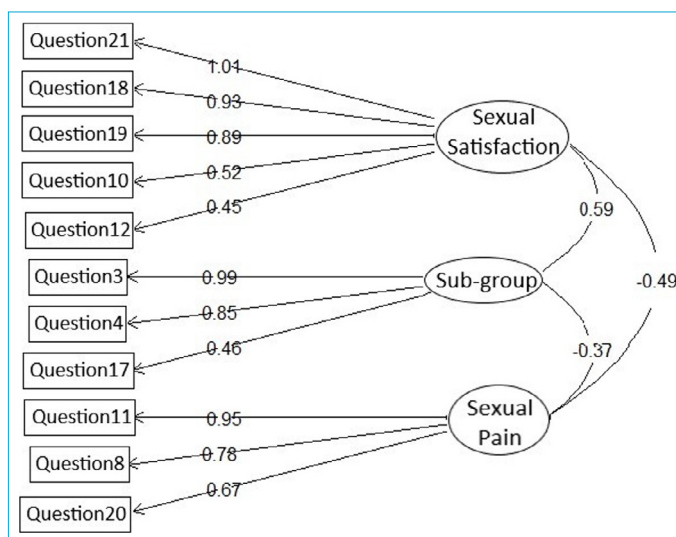 Question21
1.01
Question18
0.93
Sexual
Satisfaction
Question19
0.89
Question10
0.52
Question12
0.45
0.59
Question3
0.99
Sub-group
-0.49
Question4
0.85
Question17
0.46
-0.37
Question11
0.95
Sexual
Pain
Question8
0.78
Question20
0.67